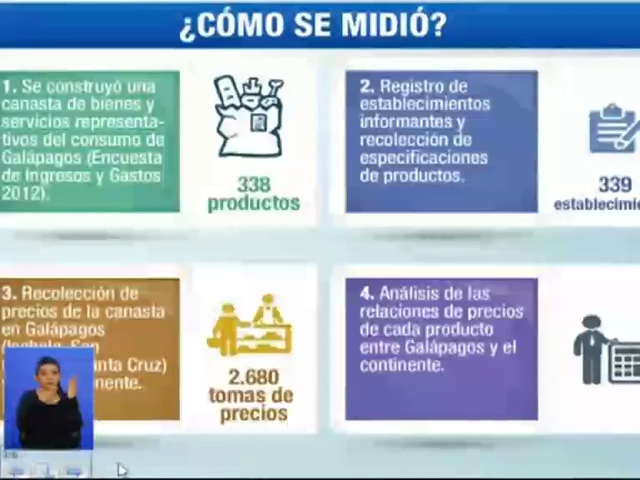 ¿CÓMO SE MIDIÓ?
1. Se construyó una
canasta de bienes y
servicios representa-
tivos del consumo de
Galápagos (Encuesta
de Ingresos y Gastos
2012).
338
productos
2. Registro de
establecimientos
informantes y
recolección de
especificaciones
de productos.
339
establecimie
3. Recolección de
precios de la canasta
en Galápagos
anta Cruz)
nente.
2.680
tomas de
precios
4. Análisis de las
relaciones de precios
de cada producto
entre Galápagos y el
continente.